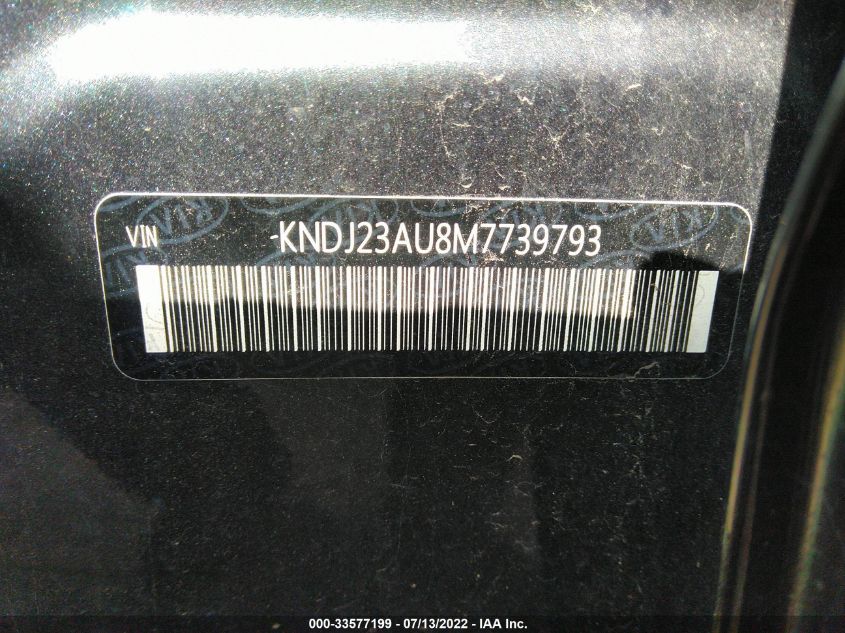 VIN KNDJ23AU8M7739793
000-33577199 - 07/13/2022 - IAA Inc.